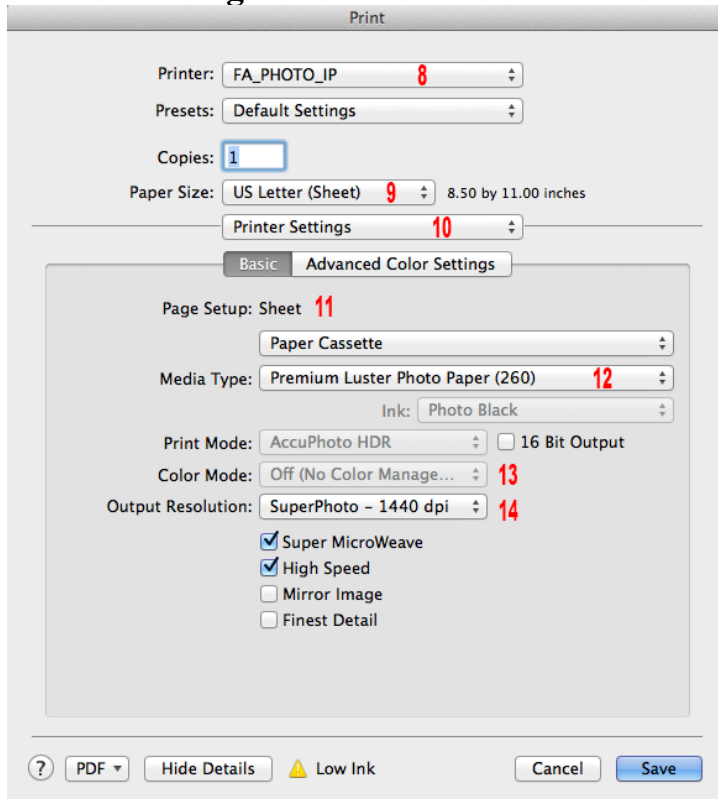 Print
Printer: FA_PHOTO_IP 8
Presets: Default Settings
Copies: 1
Paper Size: US Letter (Sheet) 9 8.50 by 11.00 inches
Printer Settings 10
Basic Advanced Color Settings
Page Setup: Sheet 11
Paper Cassette
Media Type: Premium Luster Photo Paper (260) 12
Ink: Photo Black
Print Mode: AccuPhoto HDR 16 Bit Output
Color Mode: Off (No Color Manage... 13
Output Resolution: SuperPhoto - 1440 dpi 14
Super MicroWeave
High Speed
Mirror Image
Finest Detail
? PDF Hide Details Low Ink Cancel Save